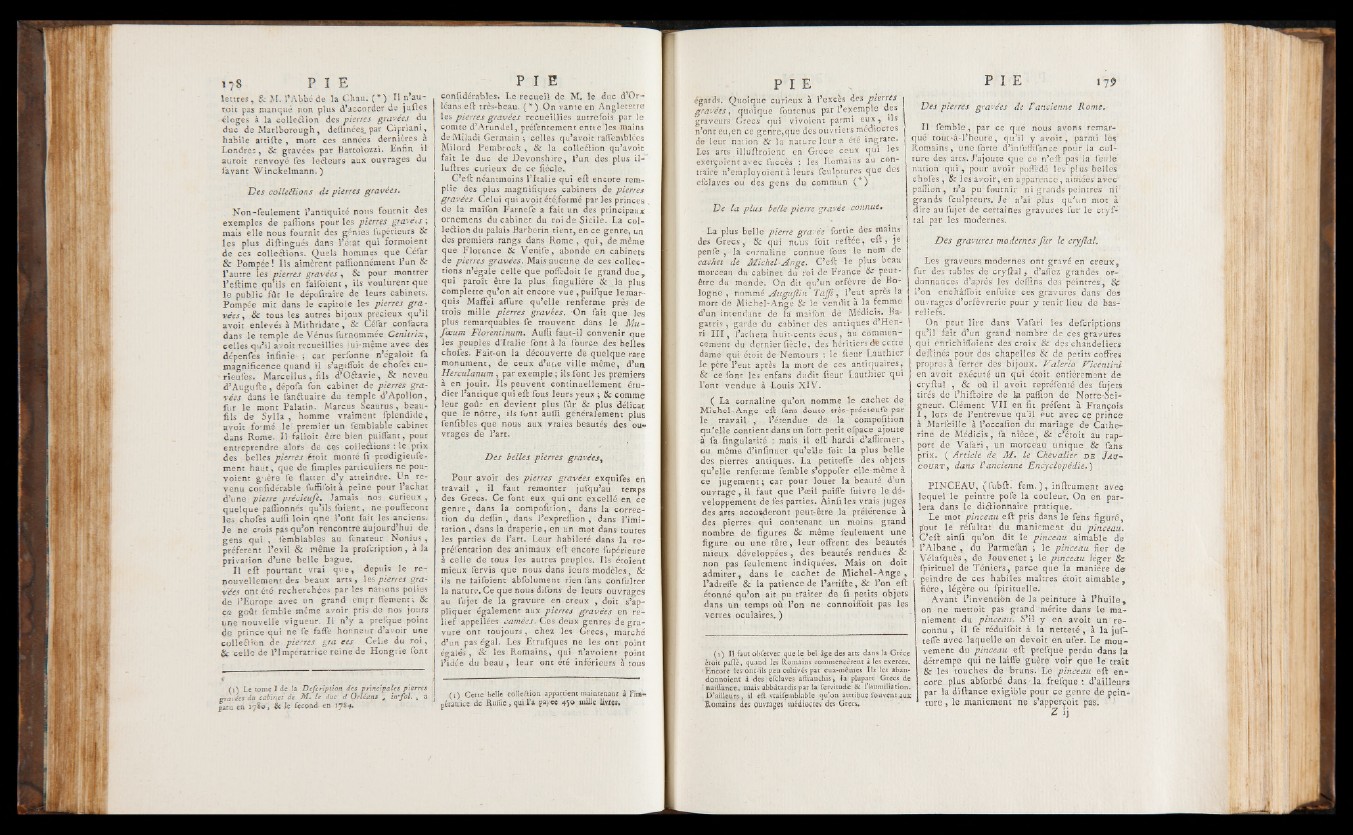 178 P I E
lettres, & M. l'Abbé de la Chau. (*) Il n'au-
roit pas manqué non plus d'accorder de justes
éloges à la collection des pierres gravées du
duc de Marlborough, dessinées par Cipriani,
habile artiste, mort ces années dernières à
Londres, & gravées par Bartolozzi. Enfin il
auroit renvoyé ses lecteurs aux ouvrages du
savant Winckelmann.)
Des collections de pierres gravées.
Non-seulement l'antiquité nous fournit des
exemples de passions pour les pierres gravées;
mais elle nous fournit des génies supérieurs &
les plus distingués dans l'état qui formoient
de ces collections. Quels hommes que César
& Pompée! Ils aimèrent passionnément l'un &
l'autre les pierres gravées, & pour montrer
l'estime qu'ils en faisoient, ils voulurent que
le public fût le dépositaire de leurs cabinets.
Pompée mit dans le capitole les pierres gra-
vées, & tous les autres bijoux précieux qu'il
avoit enlevés à Mithridate, & César consacra
dans le temple de Vénus surnommée Genitrix,
celles qu'il avoit recueillies lui-même avec des
dépenses infinies; car personne n'égaloit sa
magnificence quand il s'agissoit de choses cu-
rieuses. Marcellus, fils d'Octavie, & neveu
d'Auguste, déposa son cabinet de pierres gra-
vées dans le sanctuaire du temple d'Apollon,
sur le mont Palatin. Marcus Scaurus, beau-
fils de Sylla, homme vraiment splendide,
avoit formé le premier un semblable cabinet
dans Rome. Il falloit être bien puissant, pour
entreprendre alors de ces collections: le prix
des belles pierres étoit monté si prodigieuse-
ment haut, que de simples particuliers ne pou-
voient guère se flatter d'y atteindre. Un re-
venu considérable suffisoit à peine pour l'achat
d'une pierre précieuse. Jamais nos curieux,
quelque passionnés qu'ils soient, ne pousseront
les choses aussi loin que l'ont fait les anciens.
Je ne crois pas qu'on rencontre aujourd'hui de
gens qui, semblables au sénateur Nonius,
préfèrent l'exil & même la proscription, à la
privation d'une belle bague.
Il est pourtant vrai que, depuis le re-
nouvellement des beaux arts, les pierres gra-
vées ont été recherchées par les nations polies
de l'Europe avec un grand empressement; &
ce goût semble même avoir pris de nos jours
une nouvelle vigueur. Il n'y a presque point
de prince qui ne se fasse honneur d'avoir une
collection de pierres gravées. Celle du roi,
& celle de l'Impératrice reine de Hongrie sont
(1) Le tome I de la Description des principales pierres
gravées du cabinet de M. le duc d'Orléans, in-fol., a
paru en 1780, & le second en 1784.
P I E
considérables. Le recueil de M. le duc d'Or-
léans est très-beau. (*) On vante en Angleterre
les pierres gravées recueillies autrefois par le
comte d'Arundel, présentement entre les mains
de Miladi Germain; celles qu'avoit rassemblées
Milord Pembrock, & la collection qu'avoit
fait le duc de Devonshire, l'un des plus il-
lustres curieux de ce siècle.
C'est néantmoins l'Italie qui est encore rem-
plie des plus magnifiques cabinets de pierres
gravées. Celui qui avoit été formé par les princes
de la maison Farnese a fait un des principaux
ornemens du cabinet du roi de Sicile. La col-
lection du palais Barberin tient, en ce genre, un
des premiers rangs dans Rome, qui, de même
que Florence & Venise, abonde en cabinets
de pierres gravées. Mais aucune de ces collec-
tions n'égale celle que possédoit le grand duc,
qui paroît être la plus singulière & la plus
complette qu'on ait encore vue, puisque le mar-
quis Maffei assure qu'elle renferme près de
trois mille pierres gravées. On sait que les
plus remarquables se trouvent dans le Mu-
sæum Florentinum. Aussi faut-il convenir que
les peuples d'Italie sont à la source des belles
choses. Fait-on la découverte de quelque rare
monument, de ceux d'une ville même, d'un
Herculanum, par exemple; ils sont les premiers
à en jouir. Ils peuvent continuellement étu-
dier l'antique qui est sous leurs yeux; & comme
leur goût en devient plus sûr & plus délicat
que le nôtre, ils sont aussi généralement plus
sensibles que nous aux vraies beautés des ou-
vrages de l'art.
Des belles pierres gravées,
Pour avoir des pierres gravées exquises en
travail, il faut remonter jusqu'au temps
des Grecs. Ce sont eux qui ont excellé en ce
genre, dans la composition, dans la correc-
tion du dessin, dans l'expression, dans l'imi-
tation, dans la draperie, en un mot dans toutes
les parties de l'art. Leur habileté dans la re-
présentation des animaux est encore supérieure
à celle de tous les autres peuples. Ils étoient
mieux servis que nous dans leurs modèles, &
ils ne faisoient absolument rien sans consulter
la nature. Ce que nous disons de leurs ouvrages
au sujet de la gravure en creux, doit s'ap-
pliquer également aux pierres gravées en re-
lief appellées camées. Ces deux genres de gra-
vure ont toujours, chez les Grecs, marché
d'un pas égal. Les Etrusques ne les ont point
égalés, & les Romains, qui n'avoient point
l'idée du beau, leur ont été inférieurs à tous
(1) Cette belle collection appartient maintenant à l'im-
pératrice de Russie, qui l'a payée 450 mille livres.
P I E
égards. Quoique curieux à l'excès des pierres
gravées, quoique soutenus par l'exemple des
graveurs Grecs qui vivoient parmi eux, ils
n'ont eu, en ce genre, que des ouvriers médiocres
de leur nation & la nature leur a été ingrate.
Les arts illustroient en Grece ceux qui les
exerçoient avec succès: les Romains au con-
traire n'employoient à leurs sculptures que des
esclaves ou des gens du commun (*)
De la plus belle pierre gravée connue.
La plus belle pierre gravée sortie des mains
des Grecs, & qui nous soit restée, est, je
pense, la cornaline connue sous le nom de
cachet de Michel-Ange. C'est le plus beau
morceau du cabinet du roi de France & peut-
être du monde. On dit qu'un orfèvre de Bo-
logne, nommé Augustin Tassi, l'eut après la
mort de Michel-Ange & le vendit à la femme
d'un intendant de la maison de Médicis. Ba-
garris, garde du cabinet des antiques d'Hen-
ri III, l'acheta huit-cents écus, au commen-
cement du dernier siècle, des héritiers de cette
dame qui étoit de Nemours: le sieur Lauthier
le père l'eut après la mort de ces antiquaires,
& ce sont les enfans dudit sieur Lauthier qui
l'ont vendue à Louis XIV.
( La cornaline qu'on nomme le cachet de
Michel-Ange est sans doute très-précieuse par
le travail, l'étendue de la composition
qu'elle contient dans un fort petit espace ajoute
à sa singularité: mais il est hardi d'affirmer,
ou même d'insinuer qu'elle soit la plus belle
des pierres antiques. La petitesse des objets
qu'elle renferme semble s'opposer elle-même à
ce jugement; car pour louer la beauté d'un
ouvrage, il faut que l'œil puisse suivre le dé-
veloppement de ses parties. Ainsi les vrais juges
des arts accorderont peut-être la préférence à
des pierres qui contenant un moins grand
nombre de figures & même seulement une
figure ou une tête, leur offrent des beautés
mieux développées, des beautés rendues &
non pas seulement indiquées. Mais on doit
admirer, dans le cachet de Michel-Ange,
l'adresse & la patience de l'artiste, & l'on est
étonné qu'on ait pu traiter de si petits objets
dans un temps où l'on ne connoissoit pas les
verres oculaires. )
(1) Il faut observer que le bel âge des arts dans la Grèce
étoit passé, quand les Romains commencèrent à les exercer.
Encore les ont-ils peu cultivés par eux-mêmes. Ils les aban-
donnoient à des esclaves affranchis, la plupart Grecs de
naissance, mais abbâtardis par la servitude & l'humiliation.
D'ailleurs, il est vraisemblable qu'on attribue souvent aux
Romains des ouvrages médiocres des Grecs.
P I E 179
Des pierres gravées de l'ancienne Rome.
Il semble, par ce que nous avons remar-
qué tout-à-l'heure, qu'il y avoit, parmi les
Romains, une sorte d'insuffisance pour la cul-
ture des arts. J'ajoute que ce n'est pas la seule
nation qui, pour avoir possédé les plus belles
choses, & les avoir, en apparence, aimées avec
passion, n'a pu fournir ni grands peintres ni
grands sculpteurs. Je n'ai plus qu'un mot à
dire au sujet de certaines gravures sur le crys-
tal par les modernes.
Des gravures modernes sur le crystal.
Les graveurs modernes ont gravé en creux,
sur des tables de crystal, d'assez grandes or-
donnances d'après les dessins des peintres, &
l'on enchâssoit ensuite ces gravures dans des
ouvrages d'orfèvrerie pour y tenir lieu de bas-
reliefs.
On peut lire dans Vasari les descriptions
qu'il fait d'un grand nombre de ces gravures
qui enrichissoient des croix & des chandeliers
destinés pour des chapelles & de petits coffres
propres à serrer des bijoux. Valerio Vicentini
en avoit exécuté un qui étoit entièrement de
crystal, & où il avoit représenté des sujets
tirés de l'histoire de la passion de Notre-Sei-
gneur. Clément VII en fit présent à François
I, lors de l'entrevue qu'il eut avec ce prince
à Marseille à l'occasion du mariage de Cathe-
rine de Médicis, sa nièce, & c'étoit au rap-
port de Vasari, un morceau unique & sans
prix. ( Article de M. le Chevalier DE JAU-
COURT, dans l'ancienne Encyclopédie.)
PINCEAU, (subst. fem.), instrument avec
lequel le peintre pose la couleur. On en par-
lera dans le dictionnaire pratique.
Le mot pinceau est pris dans le sens figuré,
pour le résultat du maniement du pinceau.
C'est ainsi qu'on dit le pinceau aimable de
l'Albane, du Parmesan; le pinceau fier de
Vélasquès, de Jouvenet; le pinceau léger &
spirituel de Téniers, parce que la manière de
peindre de ces habiles maîtres étoit aimable,
fière, légère ou spirituelle.
Avant l'invention de la peinture à l'huile,
on ne mettoit pas grand mérite dans le ma-
niement du pinceau. S'il y en avoit un re-
connu, il se réduisoit à la netteté, à la jus-
tesse avec laquelle on devoit en user. Le mou-
vement du pinceau est presque perdu dans la
détrempe qui ne laisse guère voir que le trait
& les touches de bruns. Le pinceau est en-
core plus absorbé dans la fresque: d'ailleurs
par la distance exigible pour ce genre de pein-
ture, le maniement ne s'apperçoit pas.
Z ij